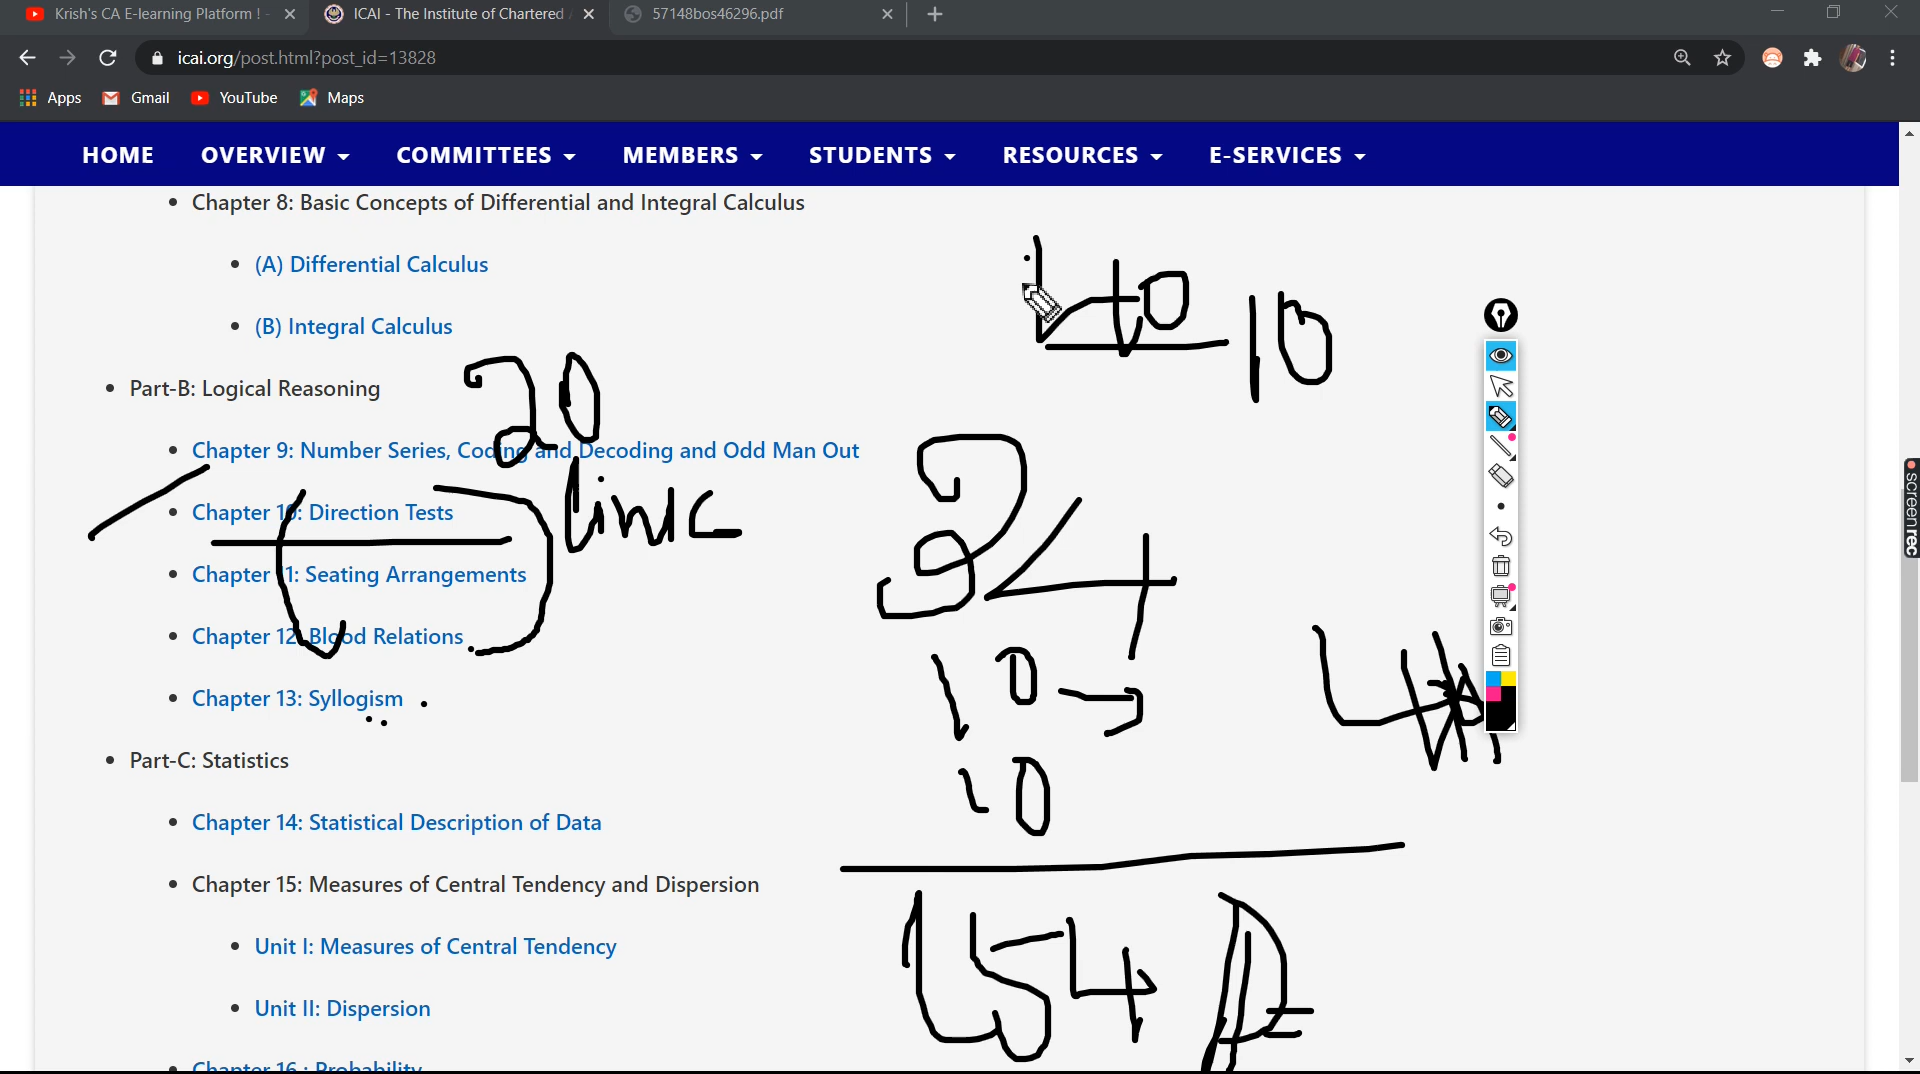 Krish's CA E-learning Platform ! -
ICAI - The Institute of Chartered
57148bos46296.pdf
icai.org/post.html?post_id=13828
Apps Gmail YouTube Maps
HOME OVERVIEW COMMITTEES MEMBERS STUDENTS RESOURCES E-SERVICES
Chapter 8: Basic Concepts of Differential and Integral Calculus
(A) Differential Calculus
(B) Integral Calculus
40
10
Part-B: Logical Reasoning
20
Chapter 9: Number Series, Coding and Decoding and Odd Man Out
Chapter 10: Direction Tests
Chapter 11: Seating Arrangements
Chapter 12: Blood Relations
Chapter 13: Syllogism
24
10
10
Part-C: Statistics
Chapter 14: Statistical Description of Data
Chapter 15: Measures of Central Tendency and Dispersion
Unit I: Measures of Central Tendency
Unit II: Dispersion
Chapter 16 : Probability
screenrec